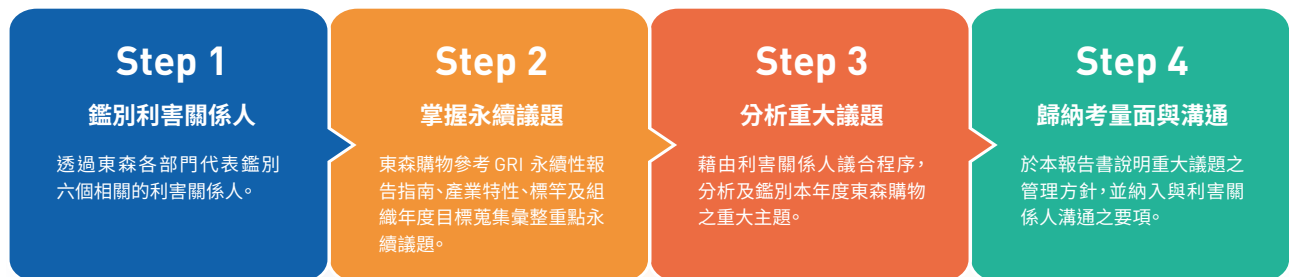 Step 1
鑑別利害關係人
透過東森各部門代表鑑別
六個相關的利害關係人。
Step 2
掌握永續議題
東森購物參考 GRI 永續性報
告指南、產業特性、標竿及組
織年度目標蒐集彙整重點永
續議題。
Step 3
分析重大議題
藉由利害關係人議合程序，
分析及鑑別本年度東森購物
之重大主題。
Step 4
歸納考量面與溝通
於本報告書說明重大議題之
管理方針，並納入與利害關
係人溝通之要項。